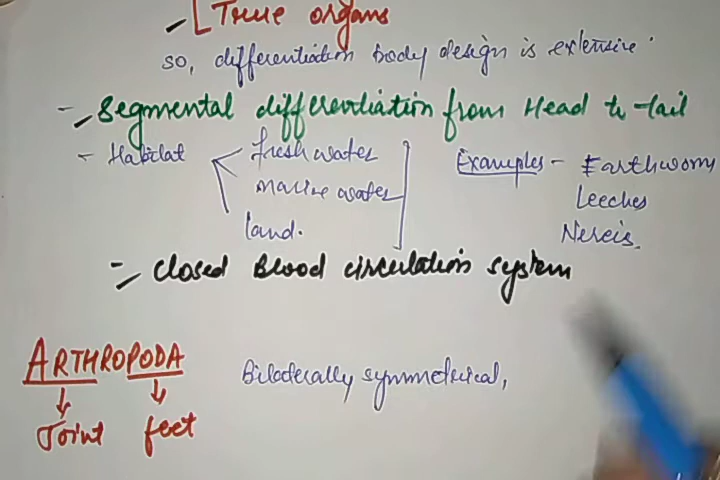 True organs
so, differentiation body design is extensive.
- Segmental differentiation from Head to tail
- Habitat
fresh water
marine water
land.
Examples - Earthworm
Leeches
Nereis.
- Closed Blood circulation system
ARTHROPODA
Joint feet
Bilaterally symmetrical,